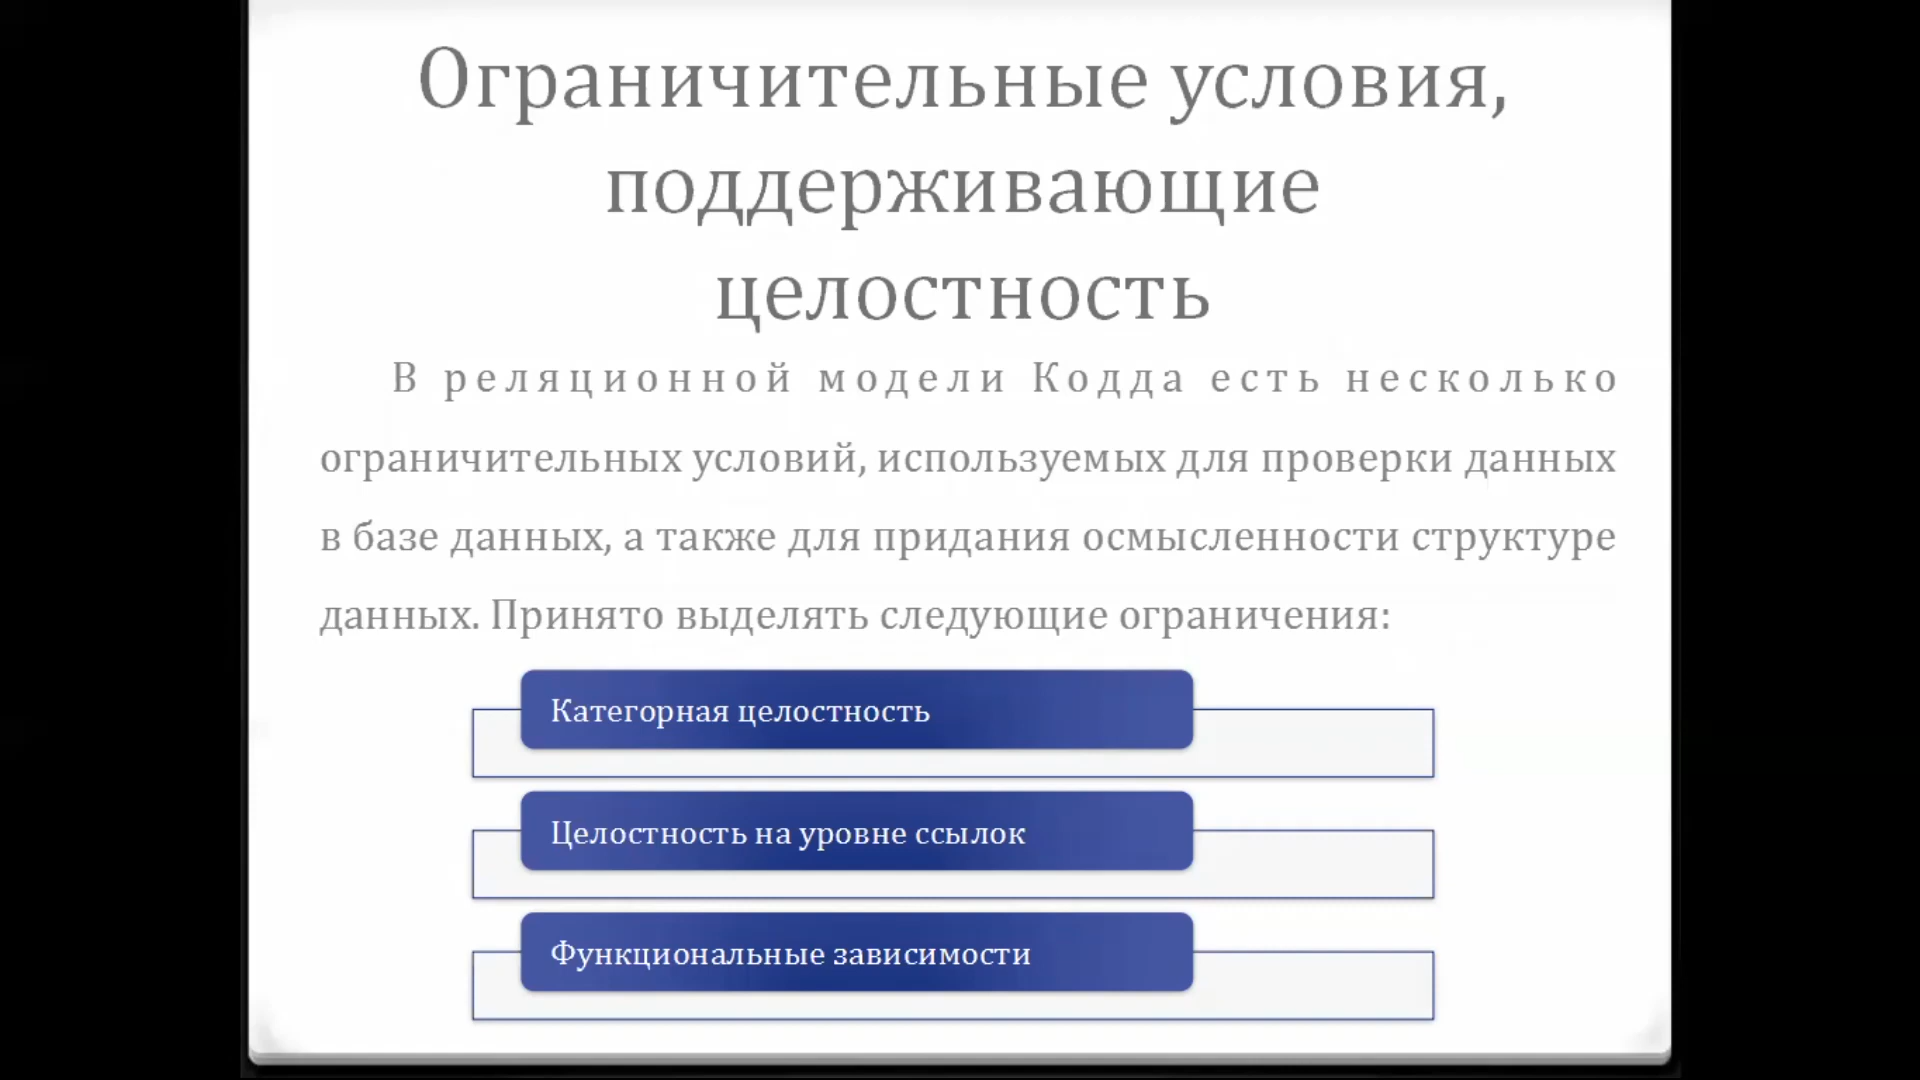 Ограничительные условия,
поддерживающие
целостность
В реляционной модели Кодда есть несколько
ограничительных условий, используемых для проверки данных
в базе данных, а также для придания осмысленности структуре
данных. Принято выделять следующие ограничения:
Категорная целостность
Целостность на уровне ссылок
Функциональные зависимости